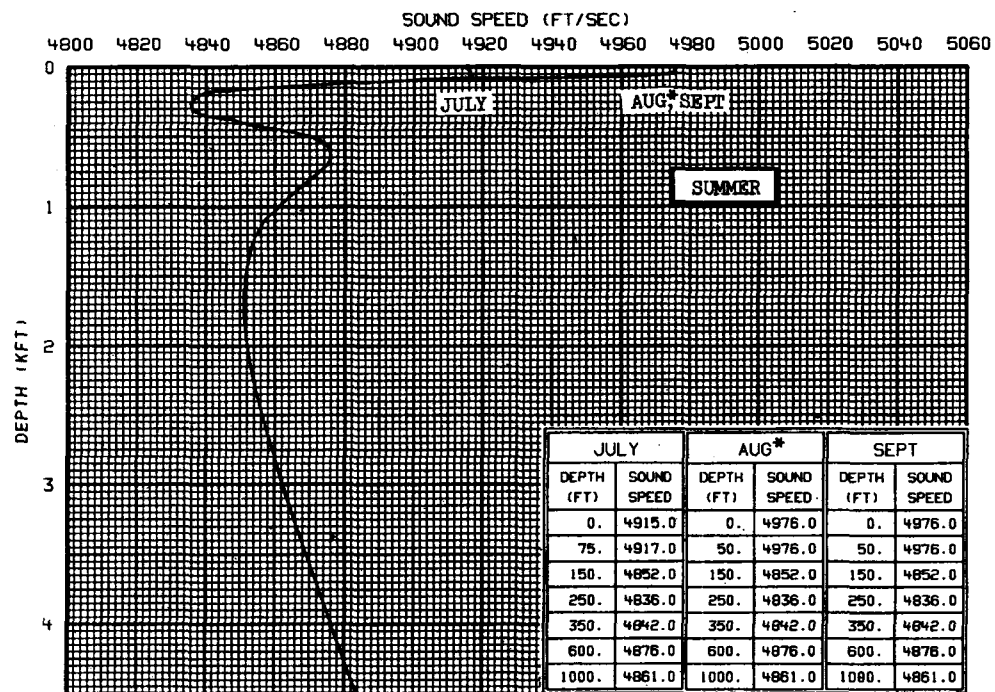 SOUND SPEED (FT/SEC)
4800 4820 4840 4860 4880 4900 4920 4940 4960 4980 5000 5020 5040 5060
0
JULY
AUG* SEPT
SUMMER
1
2
DEPTH (KFT)
3
4
JULY AUG* SEPT
DEPTH (FT) SOUND SPEED DEPTH (FT) SOUND SPEED DEPTH (FT) SOUND SPEED
0. 4915.0 0. 4976.0 0. 4976.0
75. 4917.0 50. 4976.0 50. 4976.0
150. 4852.0 150. 4852.0 150. 4852.0
250. 4836.0 250. 4836.0 250. 4836.0
350. 4842.0 350. 4842.0 350. 4842.0
600. 4876.0 600. 4876.0 600. 4876.0
1000. 4861.0 1000. 4861.0 1000. 4861.0